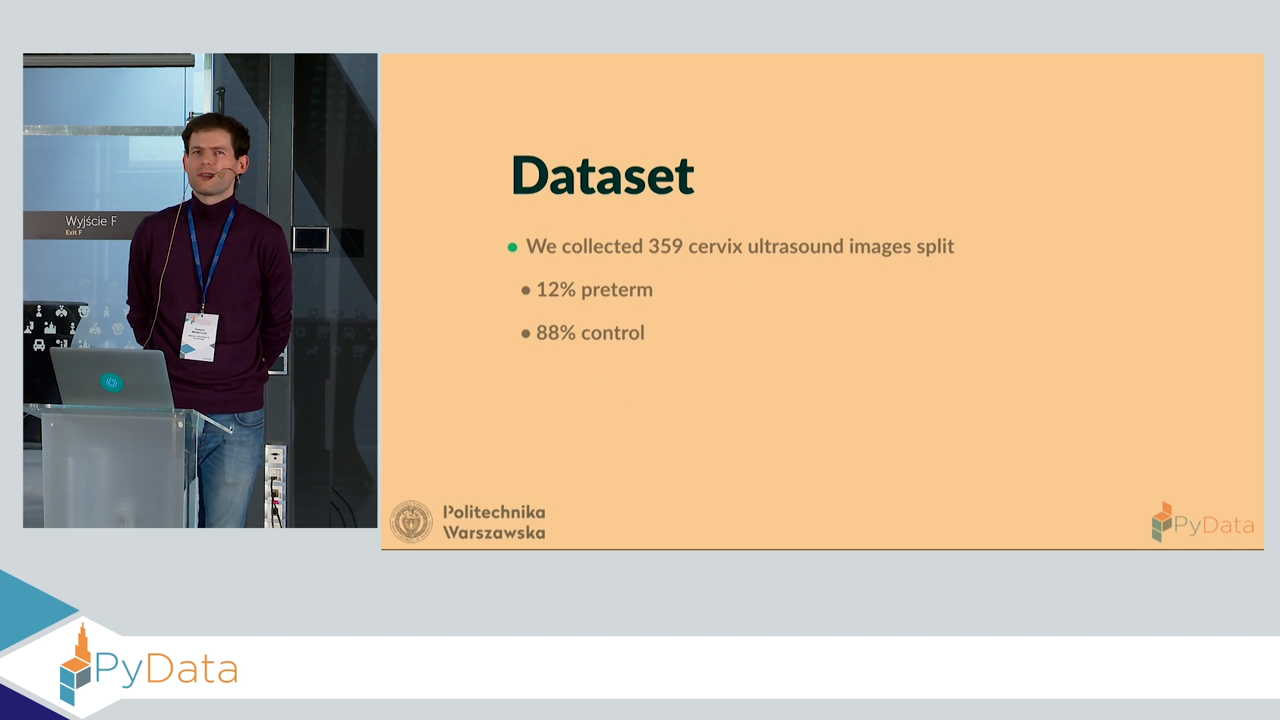 Wyjście F
Exit F
Dataset
We collected 359 cervix ultrasound images split
12% preterm
88% control
Politechnika
Warszawska
PyData
PyData